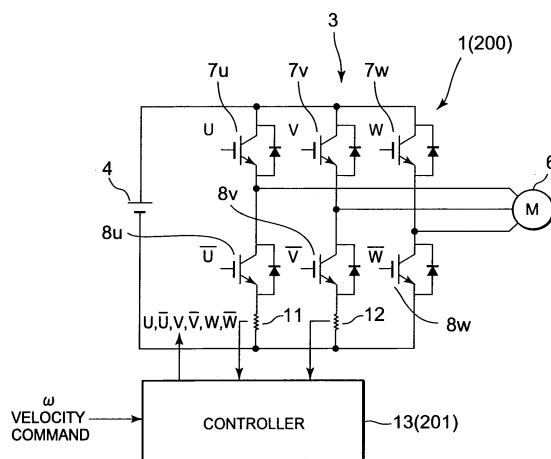 3
1(200)
7u
7v
7w
U
V
W
4
6
M
8v
8u
U̅
V̅
W̅
11
12
8w
U,U̅,V,V̅,W,W̅
ω
VELOCITY
COMMAND
CONTROLLER
13(201)